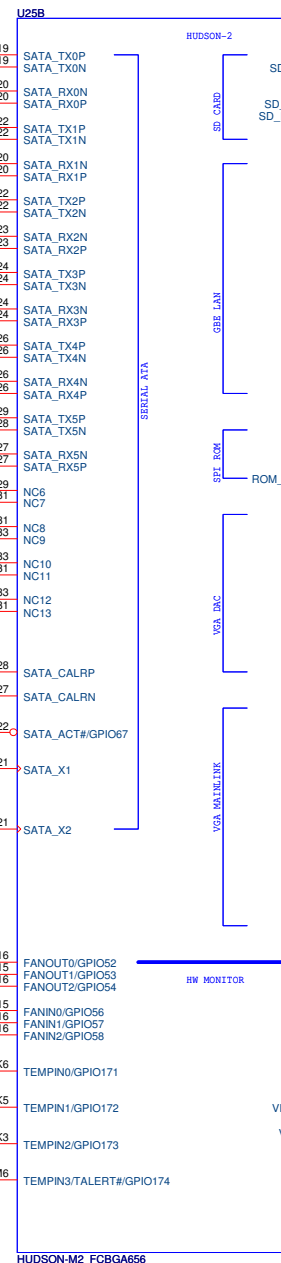 U25B
HUDSON-2
SATA_TX0P
SATA_TX0N
SATA_RX0N
SATA_RX0P
SATA_TX1P
SATA_TX1N
SATA_RX1N
SATA_RX1P
SATA_TX2P
SATA_TX2N
SATA_RX2N
SATA_RX2P
SATA_TX3P
SATA_TX3N
SATA_RX3N
SATA_RX3P
SATA_TX4P
SATA_TX4N
SATA_RX4N
SATA_RX4P
SATA_TX5P
SATA_TX5N
SATA_RX5N
SATA_RX5P
NC6
NC7
NC8
NC9
NC10
NC11
NC12
NC13
SATA_CALRP
SATA_CALRN
SATA_ACT#/GPIO67
SATA_X1
SATA_X2
SERIAL ATA
SD CARD
GBE LAN
SPI ROM
ROM_
VGA DAC
VGA MAINLINK
HW MONITOR
FANOUT0/GPIO52
FANOUT1/GPIO53
FANOUT2/GPIO54
FANIN0/GPIO56
FANIN1/GPIO57
FANIN2/GPIO58
TEMPIN0/GPIO171
TEMPIN1/GPIO172
TEMPIN2/GPIO173
TEMPIN3/TALERT#/GPIO174
HUDSON-M2_FCBGA656